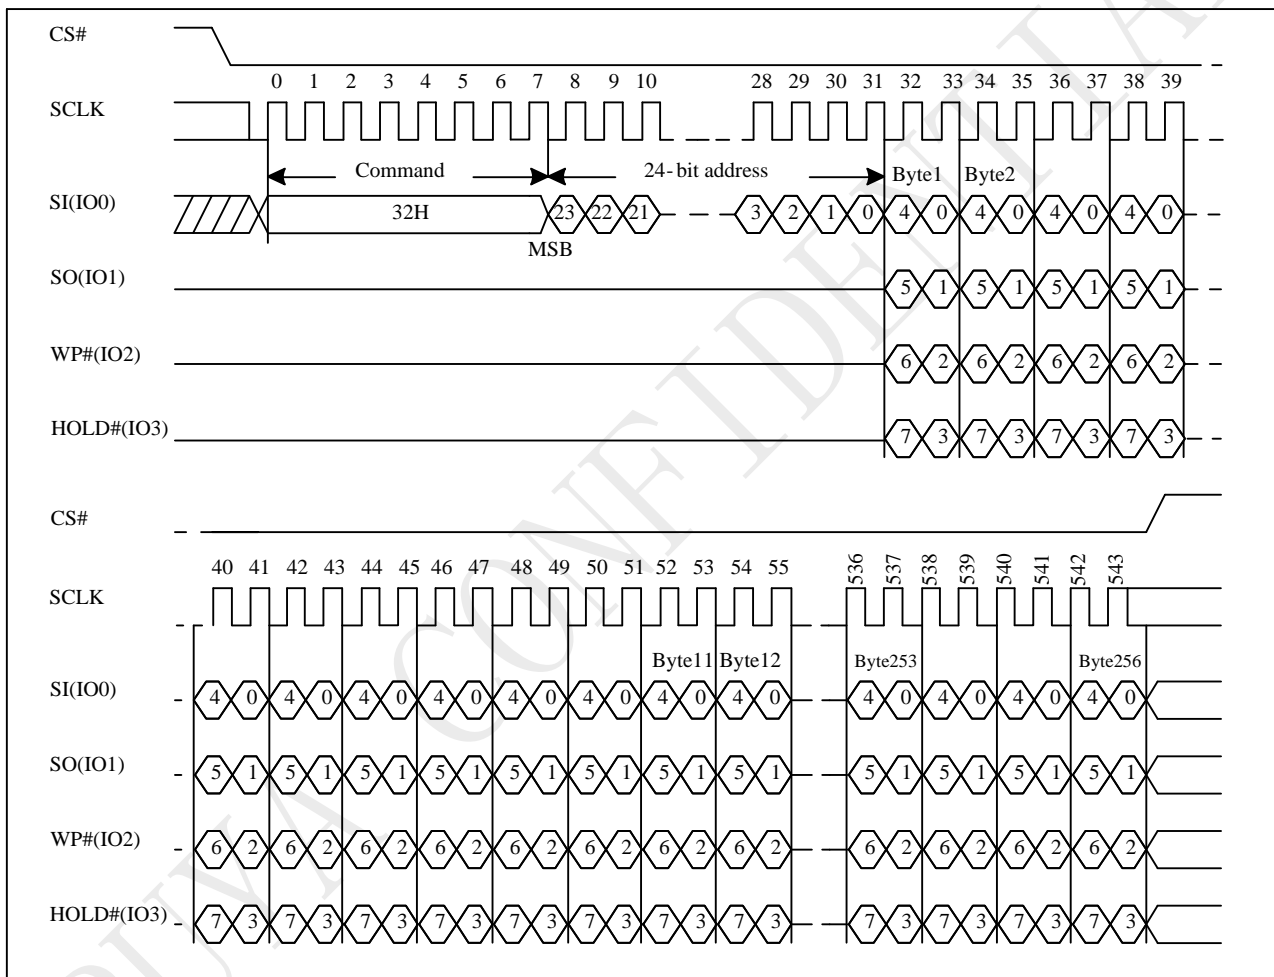 CS#
0 1 2 3 4 5 6 7 8 9 10 28 29 30 31 32 33 34 35 36 37 38 39
SCLK
Command 24-bit address Byte1 Byte2
SI(IO0) 32H 23 22 21 3 2 1 0 4 0 4 0 4 0 4 0
MSB
SO(IO1) 5 1 5 1 5 1 5 1
WP#(IO2) 6 2 6 2 6 2 6 2
HOLD#(IO3) 7 3 7 3 7 3 7 3
CS#
40 41 42 43 44 45 46 47 48 49 50 51 52 53 54 55 536 537 538 539 540 541 542 543
SCLK
Byte11 Byte12 Byte253 Byte256
SI(IO0) 4 0 4 0 4 0 4 0 4 0 4 0 4 0 4 0 4 0 4 0 4 0 4 0
SO(IO1) 5 1 5 1 5 1 5 1 5 1 5 1 5 1 5 1 5 1 5 1 5 1 5 1
WP#(IO2) 6 2 6 2 6 2 6 2 6 2 6 2 6 2 6 2 6 2 6 2 6 2 6 2
HOLD#(IO3) 7 3 7 3 7 3 7 3 7 3 7 3 7 3 7 3 7 3 7 3 7 3 7 3
PUYA CONFIDENTIAL